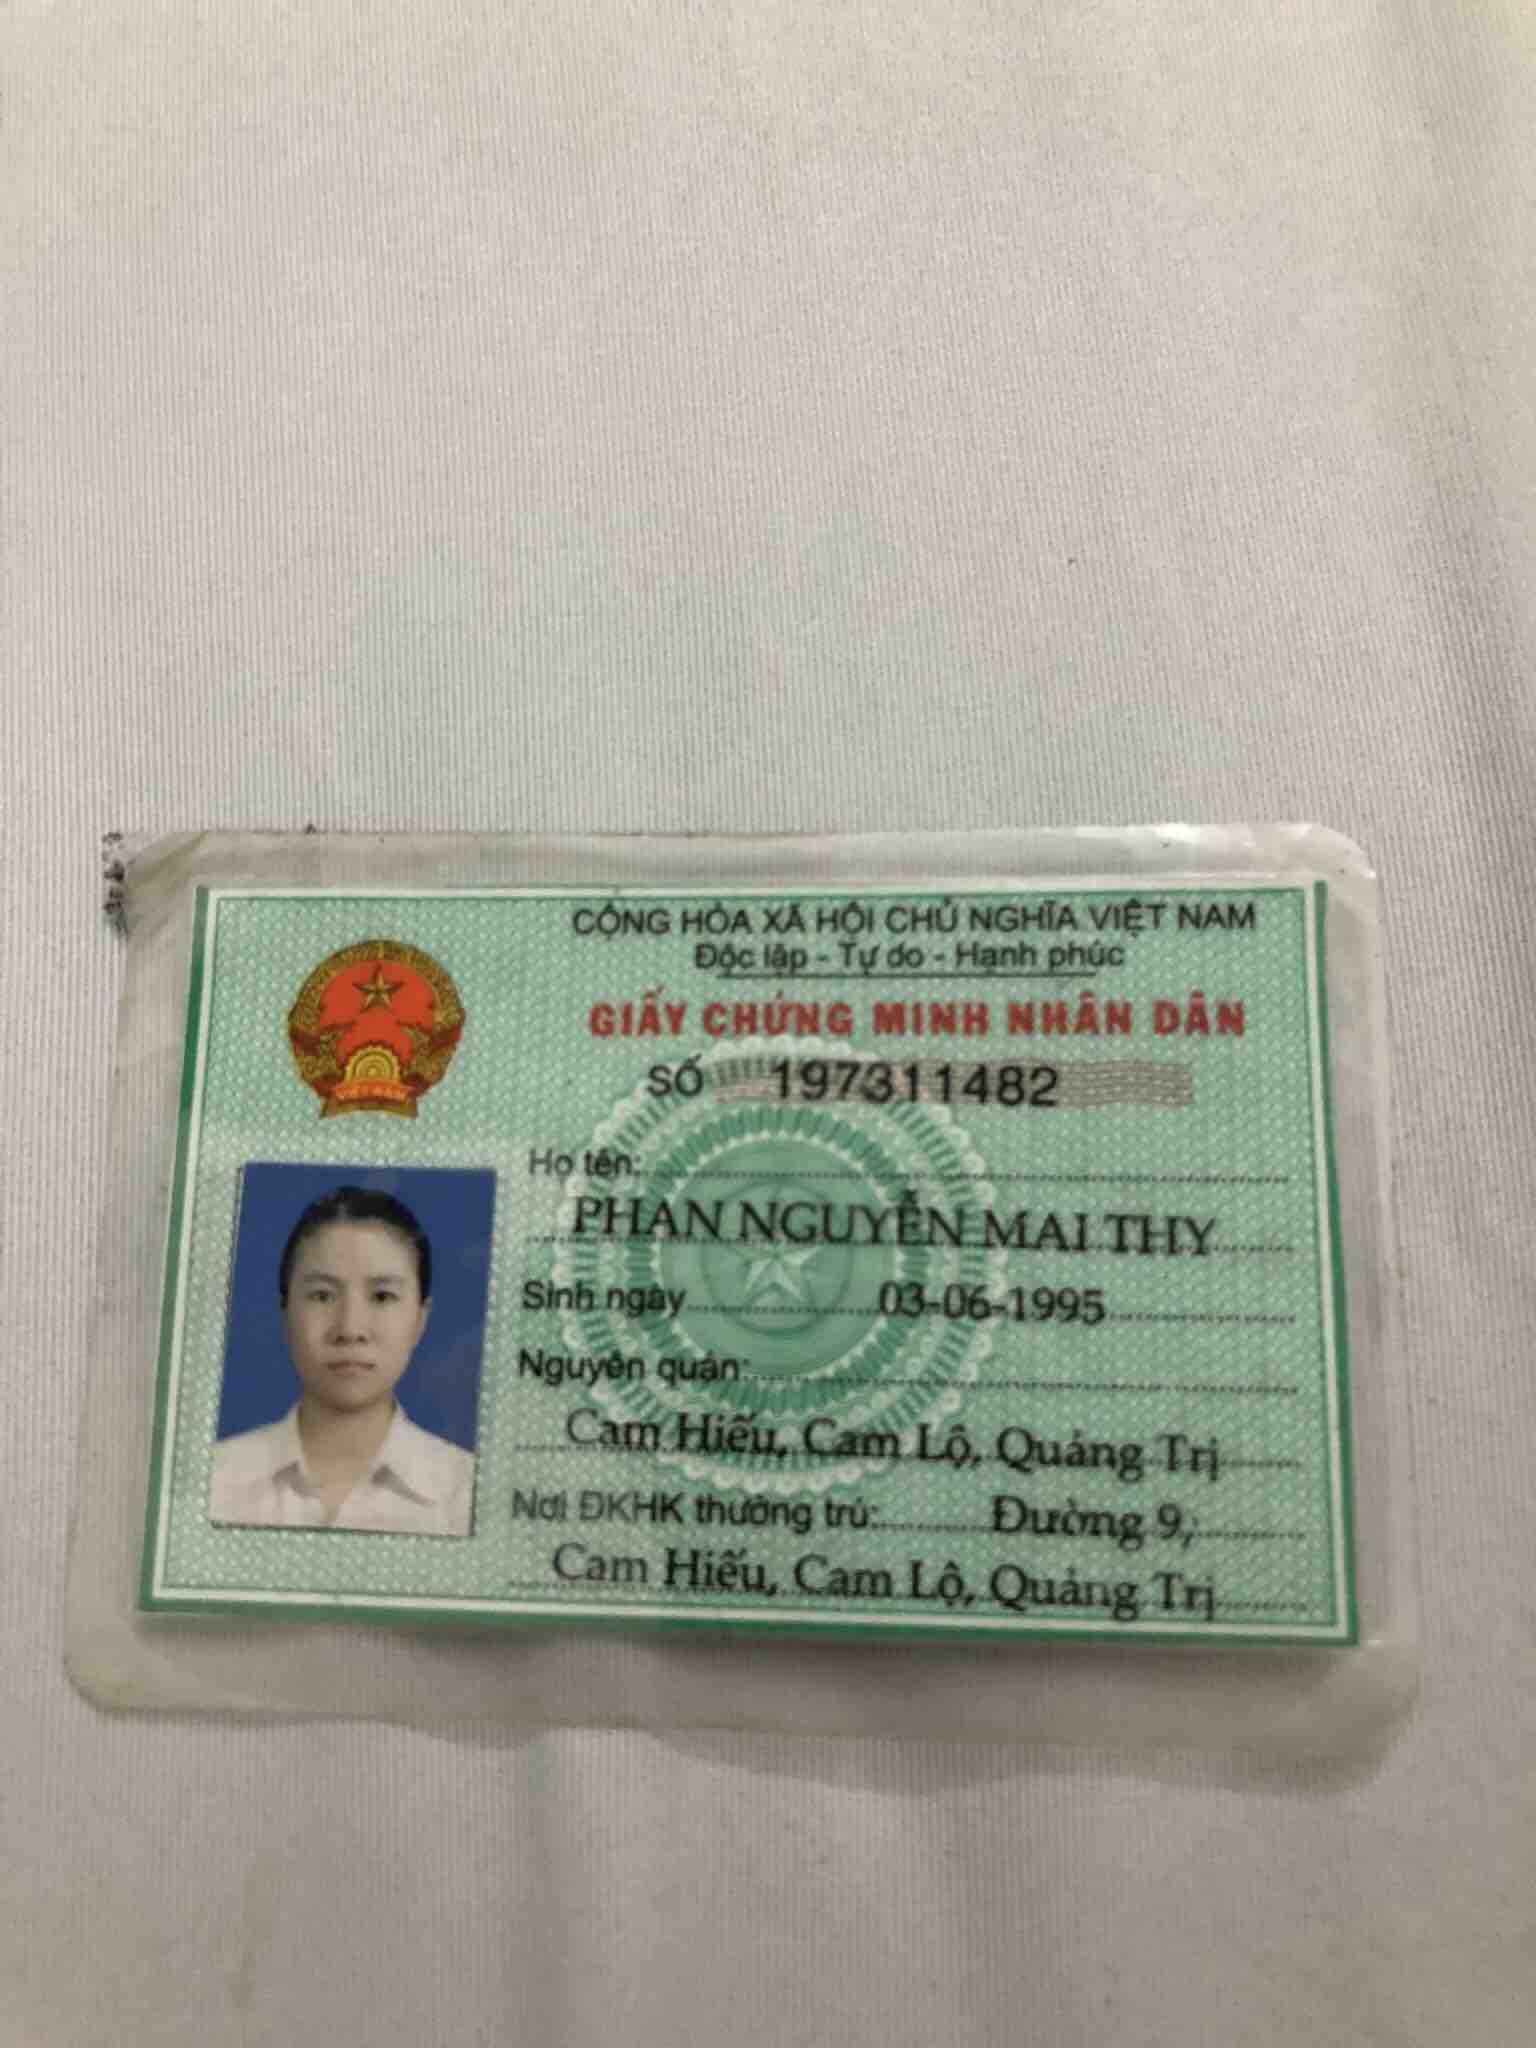 CỘNG HÒA XÃ HỘI CHỦ NGHĨA VIỆT NAM
Độc lập - Tự do - Hạnh phúc
GIẤY CHỨNG MINH NHÂN DÂN
SỐ 197311482
Họ tên:
PHAN NGUYỄN MAI THY
Sinh ngày 03-06-1995
Nguyên quán:
Cam Hiếu, Cam Lộ, Quảng Trị
Nơi ĐKHK thường trú: Đường 9,
Cam Hiếu, Cam Lộ, Quảng Trị